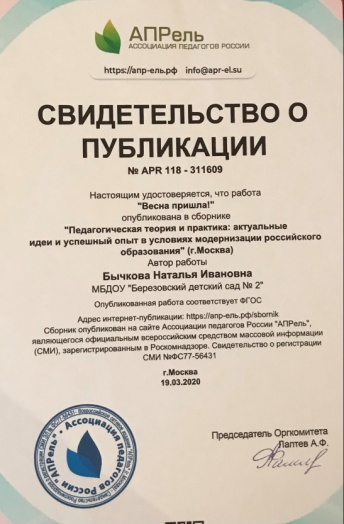 АПРель
АССОЦИАЦИЯ ПЕДАГОГОВ РОССИИ
https://апр-ель.рф info@apr-el.su
СВИДЕТЕЛЬСТВО О
ПУБЛИКАЦИИ
№ APR 118 - 311609
Настоящим удостоверяется, что работа
"Весна пришла!"
опубликована в сборнике
"Педагогическая теория и практика: актуальные
идеи и успешный опыт в условиях модернизации российского
образования" (г.Москва)
Автор работы
Бычкова Наталья Ивановна
МБДОУ "Березовский детский сад № 2"
Опубликованная работа соответствует ФГОС
Адрес интернет-публикации: https://апр-ель.рф/sbornik
Сборник опубликован на сайте Ассоциации педагогов России "АПРель",
являющегося официальным всероссийским средством массовой информации
(СМИ), зарегистрированным в Роскомнадзоре. Свидетельство о регистрации
СМИ №ФС77-56431
г.Москва
19.03.2020
Председатель Оргкомитета
Лаптев А.Ф.
Ассоциация педагогов России "АПРель"